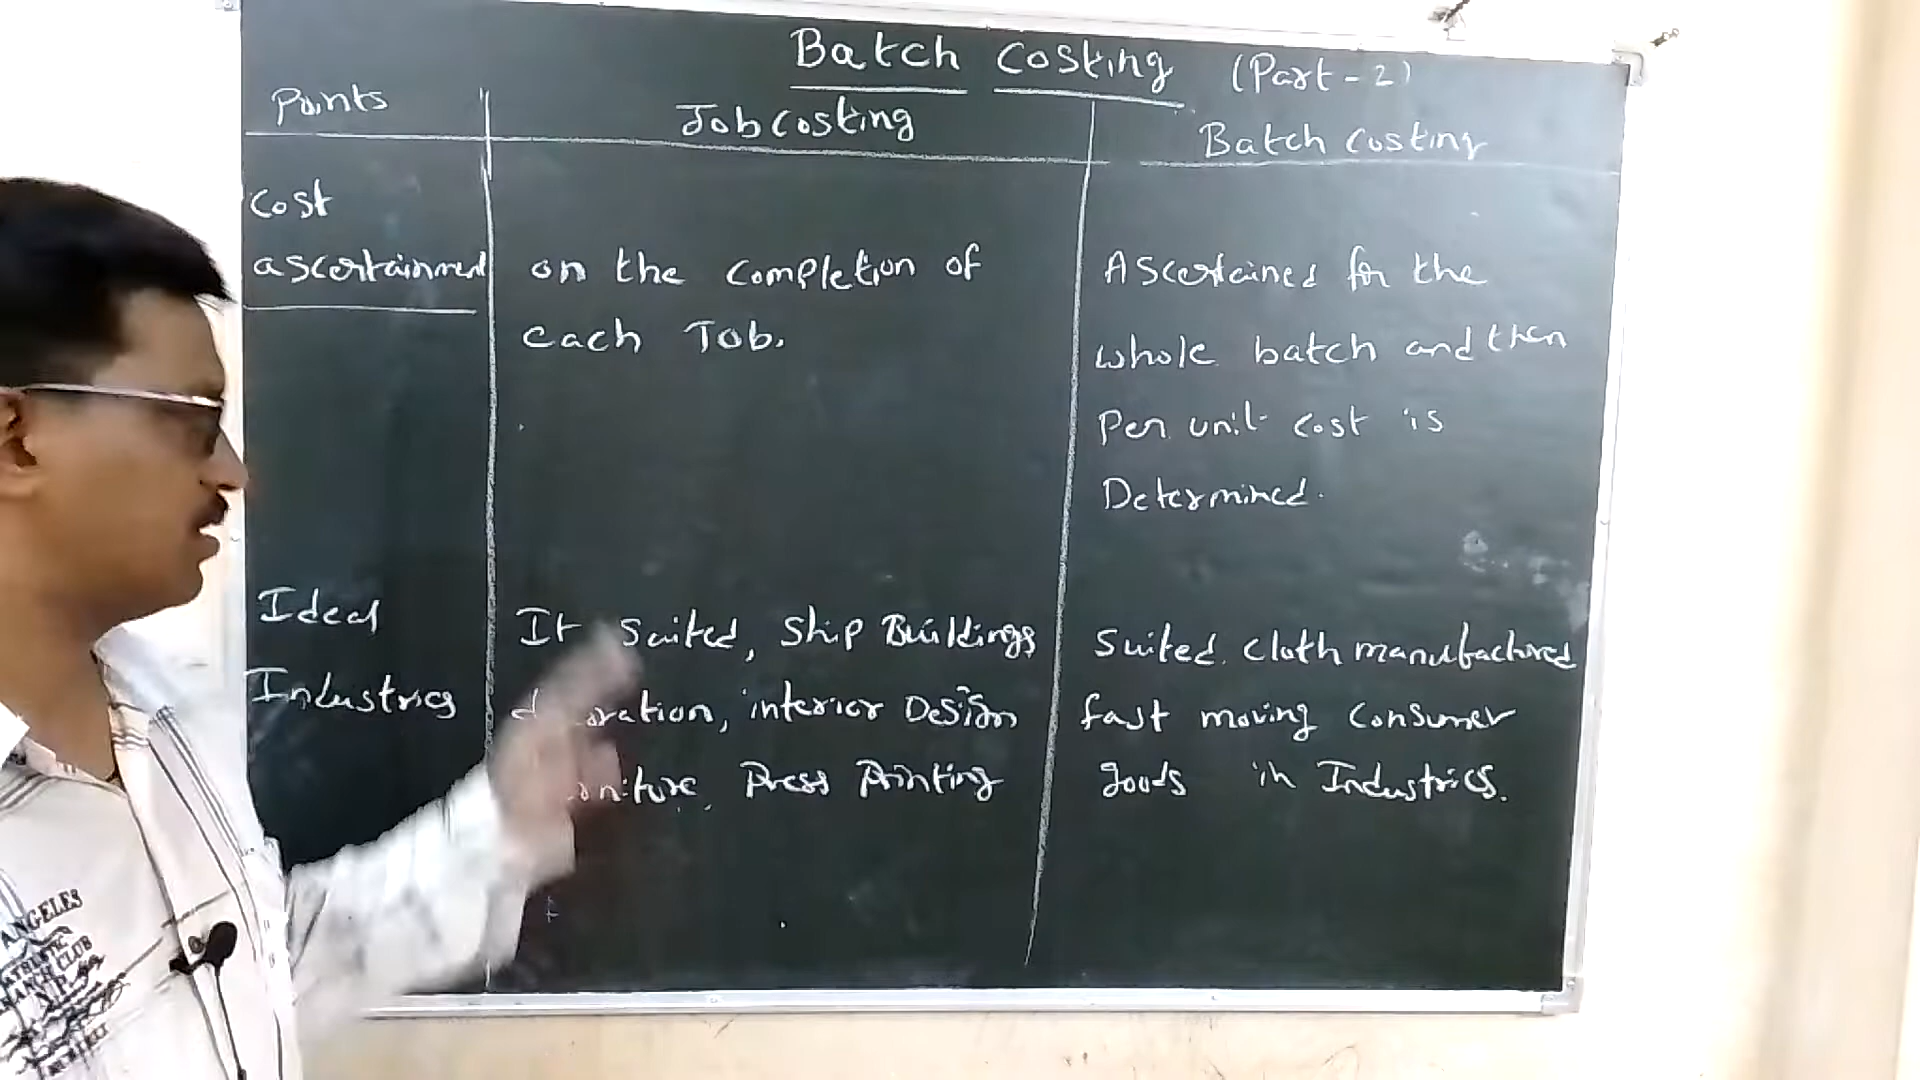 Batch Costing (Part - 2)
Points
Job costing
Batch costing
Cost
ascertainment
on the completion of
each Job.
Ascertained for the
whole batch and then
Per unit cost is
Determined.
Ideal
Industries
It Suited, Ship Buildings
interior Design
Press Printing
Suited. Cloth manufactured
fast moving Consumer
goods in Industries.
ANGELES